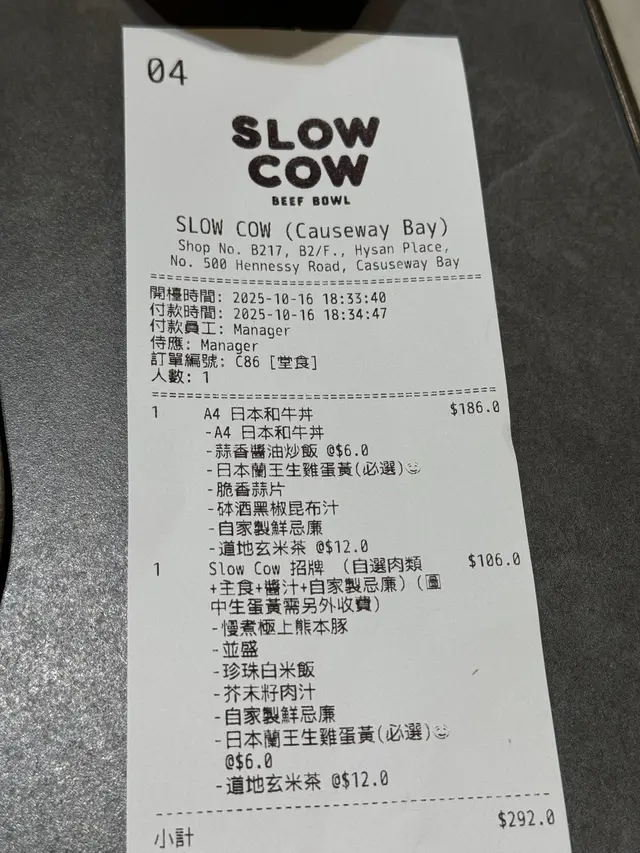 04
SLOW
COW
BEEF BOWL
SLOW COW (Causeway Bay)
Shop No. B217, B2/F., Hysan Place,
No. 500 Hennessy Road, Casuseway Bay
開檯時間: 2025-10-16 18:33:40
付款時間: 2025-10-16 18:34:47
付款員工: Manager
侍應: Manager
訂單編號: C86 [堂食]
人數: 1
1 A4 日本和牛丼 $186.0
-A4 日本和牛丼
-蒜香醬油炒飯 @$6.0
-日本蘭王生雞蛋黃(必選)☺
-脆香蒜片
-砵酒黑椒昆布汁
-自家製鮮忌廉
-道地玄米茶 @$12.0
1 Slow Cow 招牌 (自選肉類 $106.0
+主食+醬汁+自家製忌廉) (圖
中生蛋黃需另外收費)
-慢煮極上熊本豚
-並盛
-珍珠白米飯
-芥末籽肉汁
-自家製鮮忌廉
-日本蘭王生雞蛋黃(必選)☺
@$6.0
-道地玄米茶 @$12.0
小計 $292.0